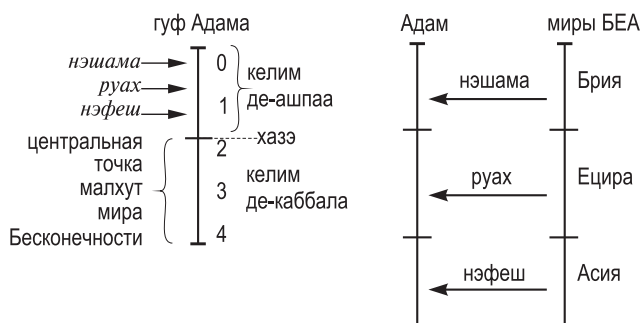 гуф Адама
нэшама
руах
нэфеш
0
1
келим
де-ашпаа
хазэ
центральная
точка
малхут
мира
Бесконечности
2
3
4
келим
де-каббала
Адам
миры БЕА
нэшама
Брия
руах
Ецира
нэфеш
Асия